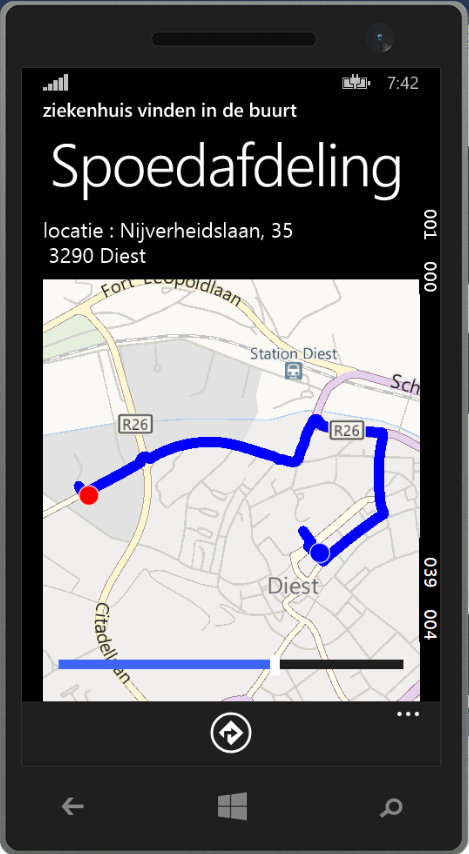 7:42
ziekenhuis vinden in de buurt
Spoedafdeling
locatie : Nijverheidslaan, 35
3290 Diest
001 000
Fort Leopoldlaan
Station Diest
Sch
R26
R26
Diest
Citadellaan
039 004